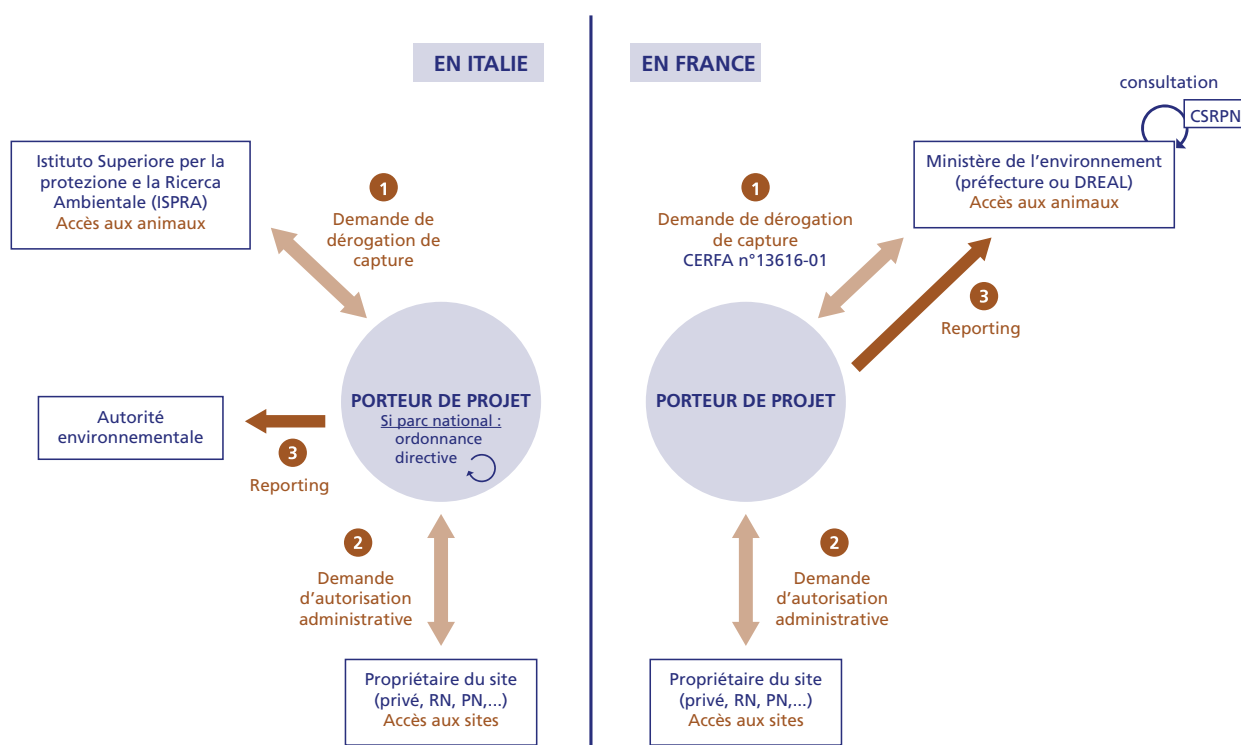 EN ITALIE
Istituto Superiore per la
protezione e la Ricerca
Ambientale (ISPRA)
Accès aux animaux
1
Demande de
dérogation de
capture
PORTEUR DE PROJET
Si parc national :
ordonnance
directive
Autorité
environnementale
3
Reporting
2
Demande
d'autorisation
administrative
Propriétaire du site
(privé, RN, PN,...)
Accès aux sites
EN FRANCE
consultation
CSRPN
Ministère de l'environnement
(préfecture ou DREAL)
Accès aux animaux
1
Demande de dérogation
de capture
CERFA n°13616-01
3
Reporting
PORTEUR DE PROJET
2
Demande
d'autorisation
administrative
Propriétaire du site
(privé, RN, PN,...)
Accès aux sites